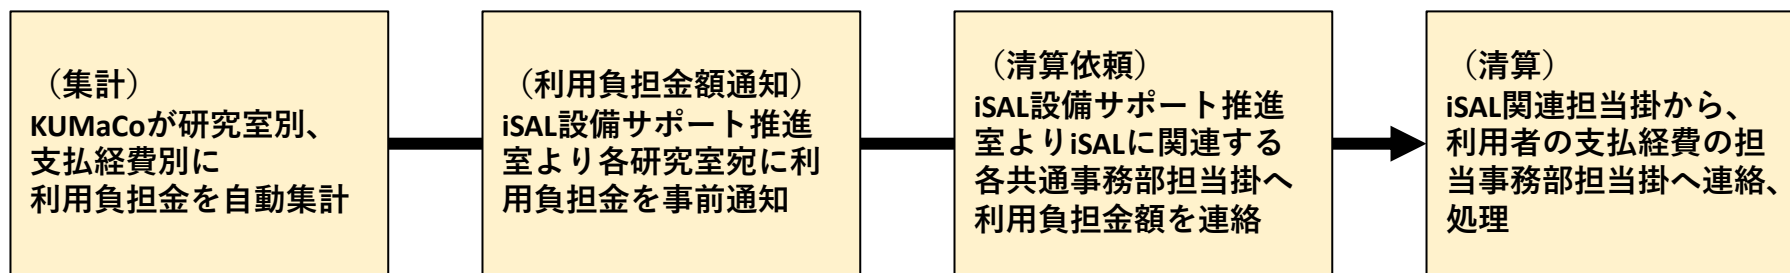 （集計）
KUMaCoが研究室別、
支払経費別に
利用負担金を自動集計
（利用負担金額通知）
iSAL設備サポート推進
室より各研究室宛に利
用負担金を事前通知
（清算依頼）
iSAL設備サポート推進
室よりiSALに関連する
各共通事務部担当掛へ
利用負担金額を連絡
（清算）
iSAL関連担当掛から、
利用者の支払経費の担
当事務部担当掛へ連絡、
処理